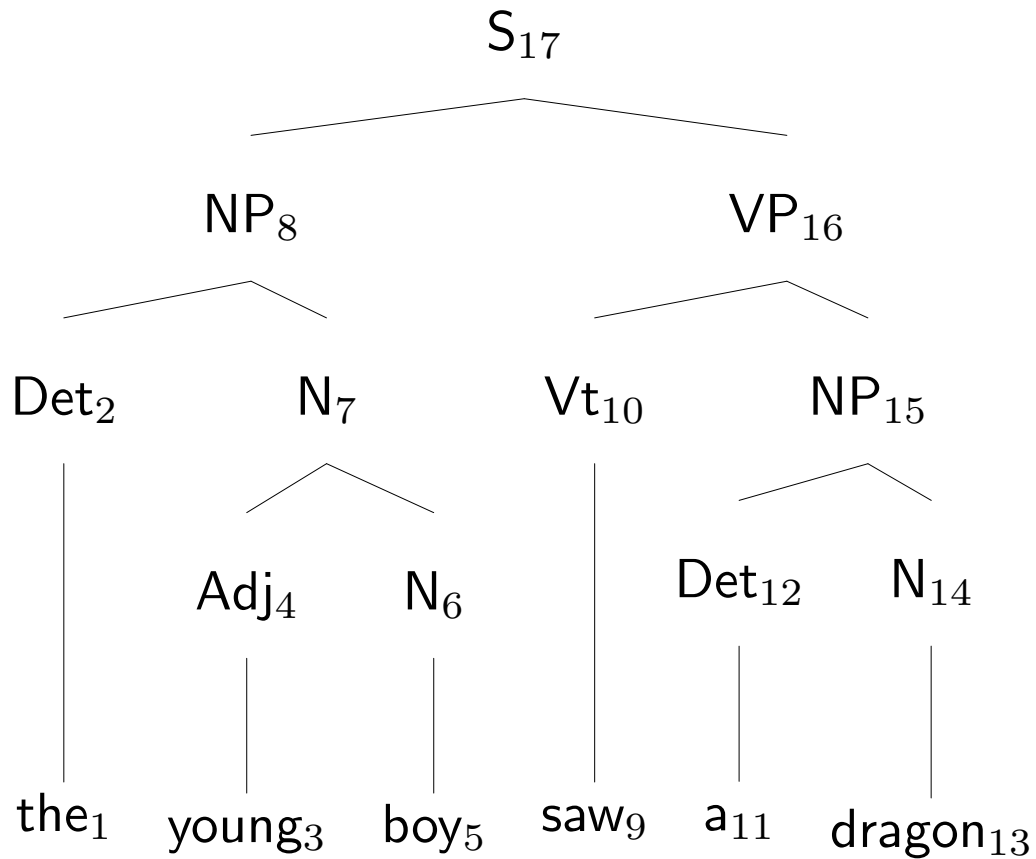 S₁₇
NP₈ VP₁₆
Det₂ N₇ Vt₁₀ NP₁₅
Adj₄ N₆ Det₁₂ N₁₄
the₁ young₃ boy₅ saw₉ a₁₁ dragon₁₃